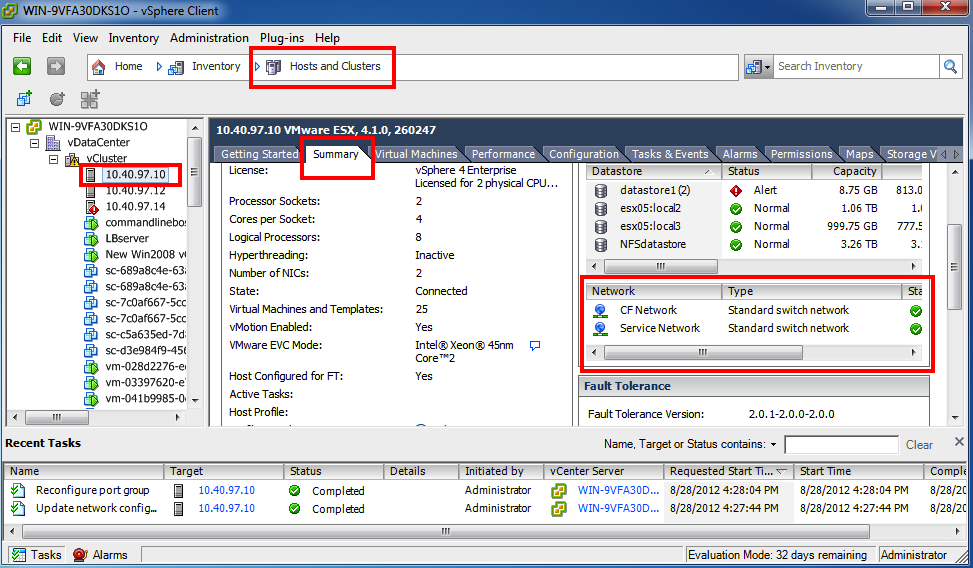 WIN-9VFA30DKS1O - vSphere Client
File Edit View Inventory Administration Plug-ins Help
Home Inventory Hosts and Clusters Search Inventory
WIN-9VFA30DKS1O
vDataCenter
vCluster
10.40.97.10
10.40.97.12
10.40.97.14
commandlinebos
LBserver
New Win2008 v
sc-689a8c4e-63
sc-689a8c4e-63
sc-7c0af667-5cc
sc-7c0af667-5cc
sc-c5a635ed-7d
sc-d3e984f9-456
vm-028d2276-e
vm-03397620-e
vm-041b9985-0
10.40.97.10 VMware ESX, 4.1.0, 260247
Getting Started Summary Virtual Machines Performance Configuration Tasks & Events Alarms Permissions Maps Storage V
License: vSphere 4 Enterprise
Licensed for 2 physical CPU...
Processor Sockets: 2
Cores per Socket: 4
Logical Processors: 8
Hyperthreading: Inactive
Number of NICs: 2
State: Connected
Virtual Machines and Templates: 25
vMotion Enabled: Yes
VMware EVC Mode: Intel® Xeon® 45nm
Core™2
Host Configured for FT: Yes
Active Tasks:
Host Profile:
Datastore Status Capacity
datastore1 (2) Alert 8.75 GB 813.0
esx05:local2 Normal 1.06 TB 1.
esx05:local3 Normal 999.75 GB 777.5
NFSdatastore Normal 3.26 TB 3.
Network Type Sta
CF Network Standard switch network
Service Network Standard switch network
Fault Tolerance
Fault Tolerance Version: 2.0.1-2.0.0-2.0.0
Recent Tasks Name, Target or Status contains: Clear
Name Target Status Details Initiated by vCenter Server Requested Start Ti... Start Time Comple
Reconfigure port group 10.40.97.10 Completed Administrator WIN-9VFA30D... 8/28/2012 4:28:04 PM 8/28/2012 4:28:04 PM 8/28/20
Update network config... 10.40.97.10 Completed Administrator WIN-9VFA30D... 8/28/2012 4:27:44 PM 8/28/2012 4:27:44 PM 8/28/20
Tasks Alarms Evaluation Mode: 32 days remaining Administrator